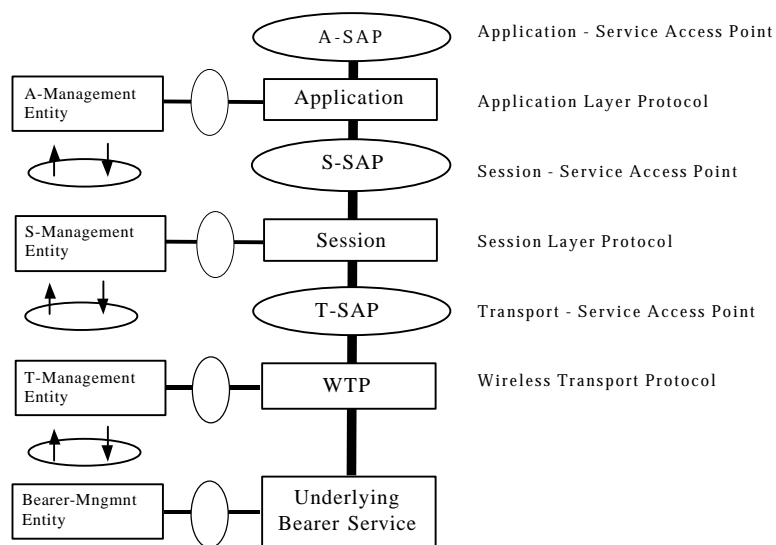 A-SAP
Application - Service Access Point
A-Management
Entity
Application
Application Layer Protocol
S-SAP
Session - Service Access Point
S-Management
Entity
Session
Session Layer Protocol
T-SAP
Transport - Service Access Point
T-Management
Entity
WTP
Wireless Transport Protocol
Bearer-Mngmnt
Entity
Underlying
Bearer Service